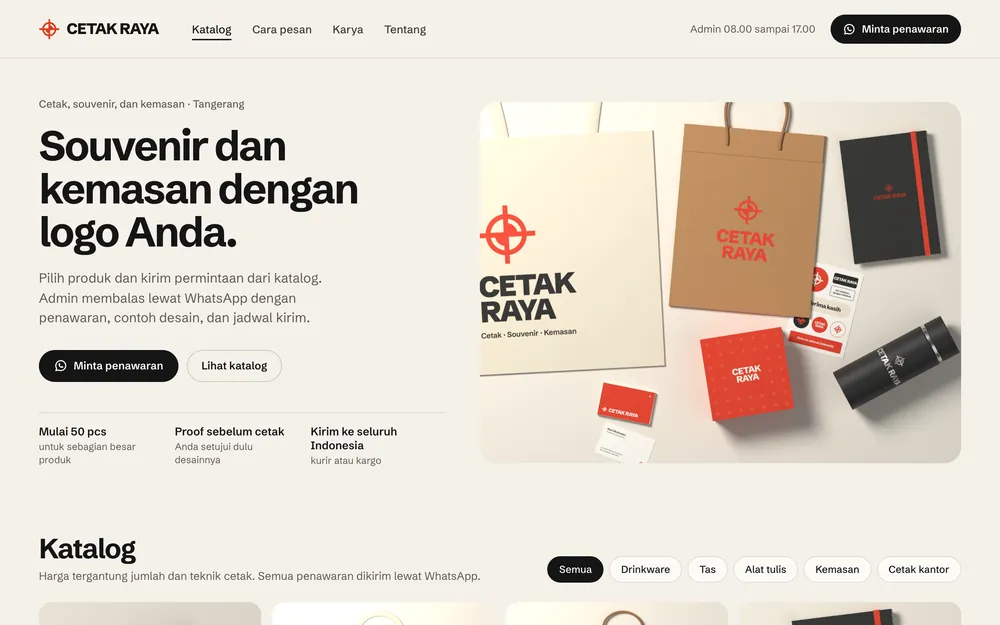 CETAK RAYA
Katalog
Cara pesan
Karya
Tentang
Admin 08.00 sampai 17.00
Minta penawaran
Cetak, souvenir, dan kemasan · Tangerang
Souvenir dan
kemasan dengan
logo Anda.
Pilih produk dan kirim permintaan dari katalog.
Admin membalas lewat WhatsApp dengan
penawaran, contoh desain, dan jadwal kirim.
Minta penawaran
Lihat katalog
Mulai 50 pcs
untuk sebagian besar
produk
Proof sebelum cetak
Anda setujui dulu
desainnya
Kirim ke seluruh
Indonesia
kurir atau kargo
CETAK
RAYA
Cetak · Souvenir · Kemasan
CETAK
RAYA
CETAK RAYA
CETAK RAYA
kasih
CETAK
RAYA
CETAK RAYA
CETAK RAYA
Katalog
Harga tergantung jumlah dan teknik cetak. Semua penawaran dikirim lewat WhatsApp.
Semua
Drinkware
Tas
Alat tulis
Kemasan
Cetak kantor